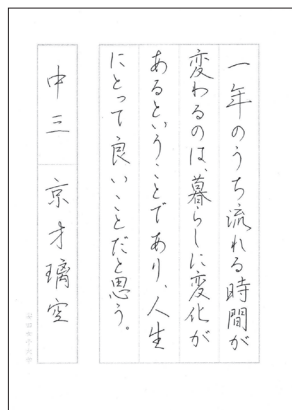 一年のうち流れる時間が
変わるのは、暮らしに変化が
あるということであり、人生
にとって良いことだと思う。
中三 京才璃空